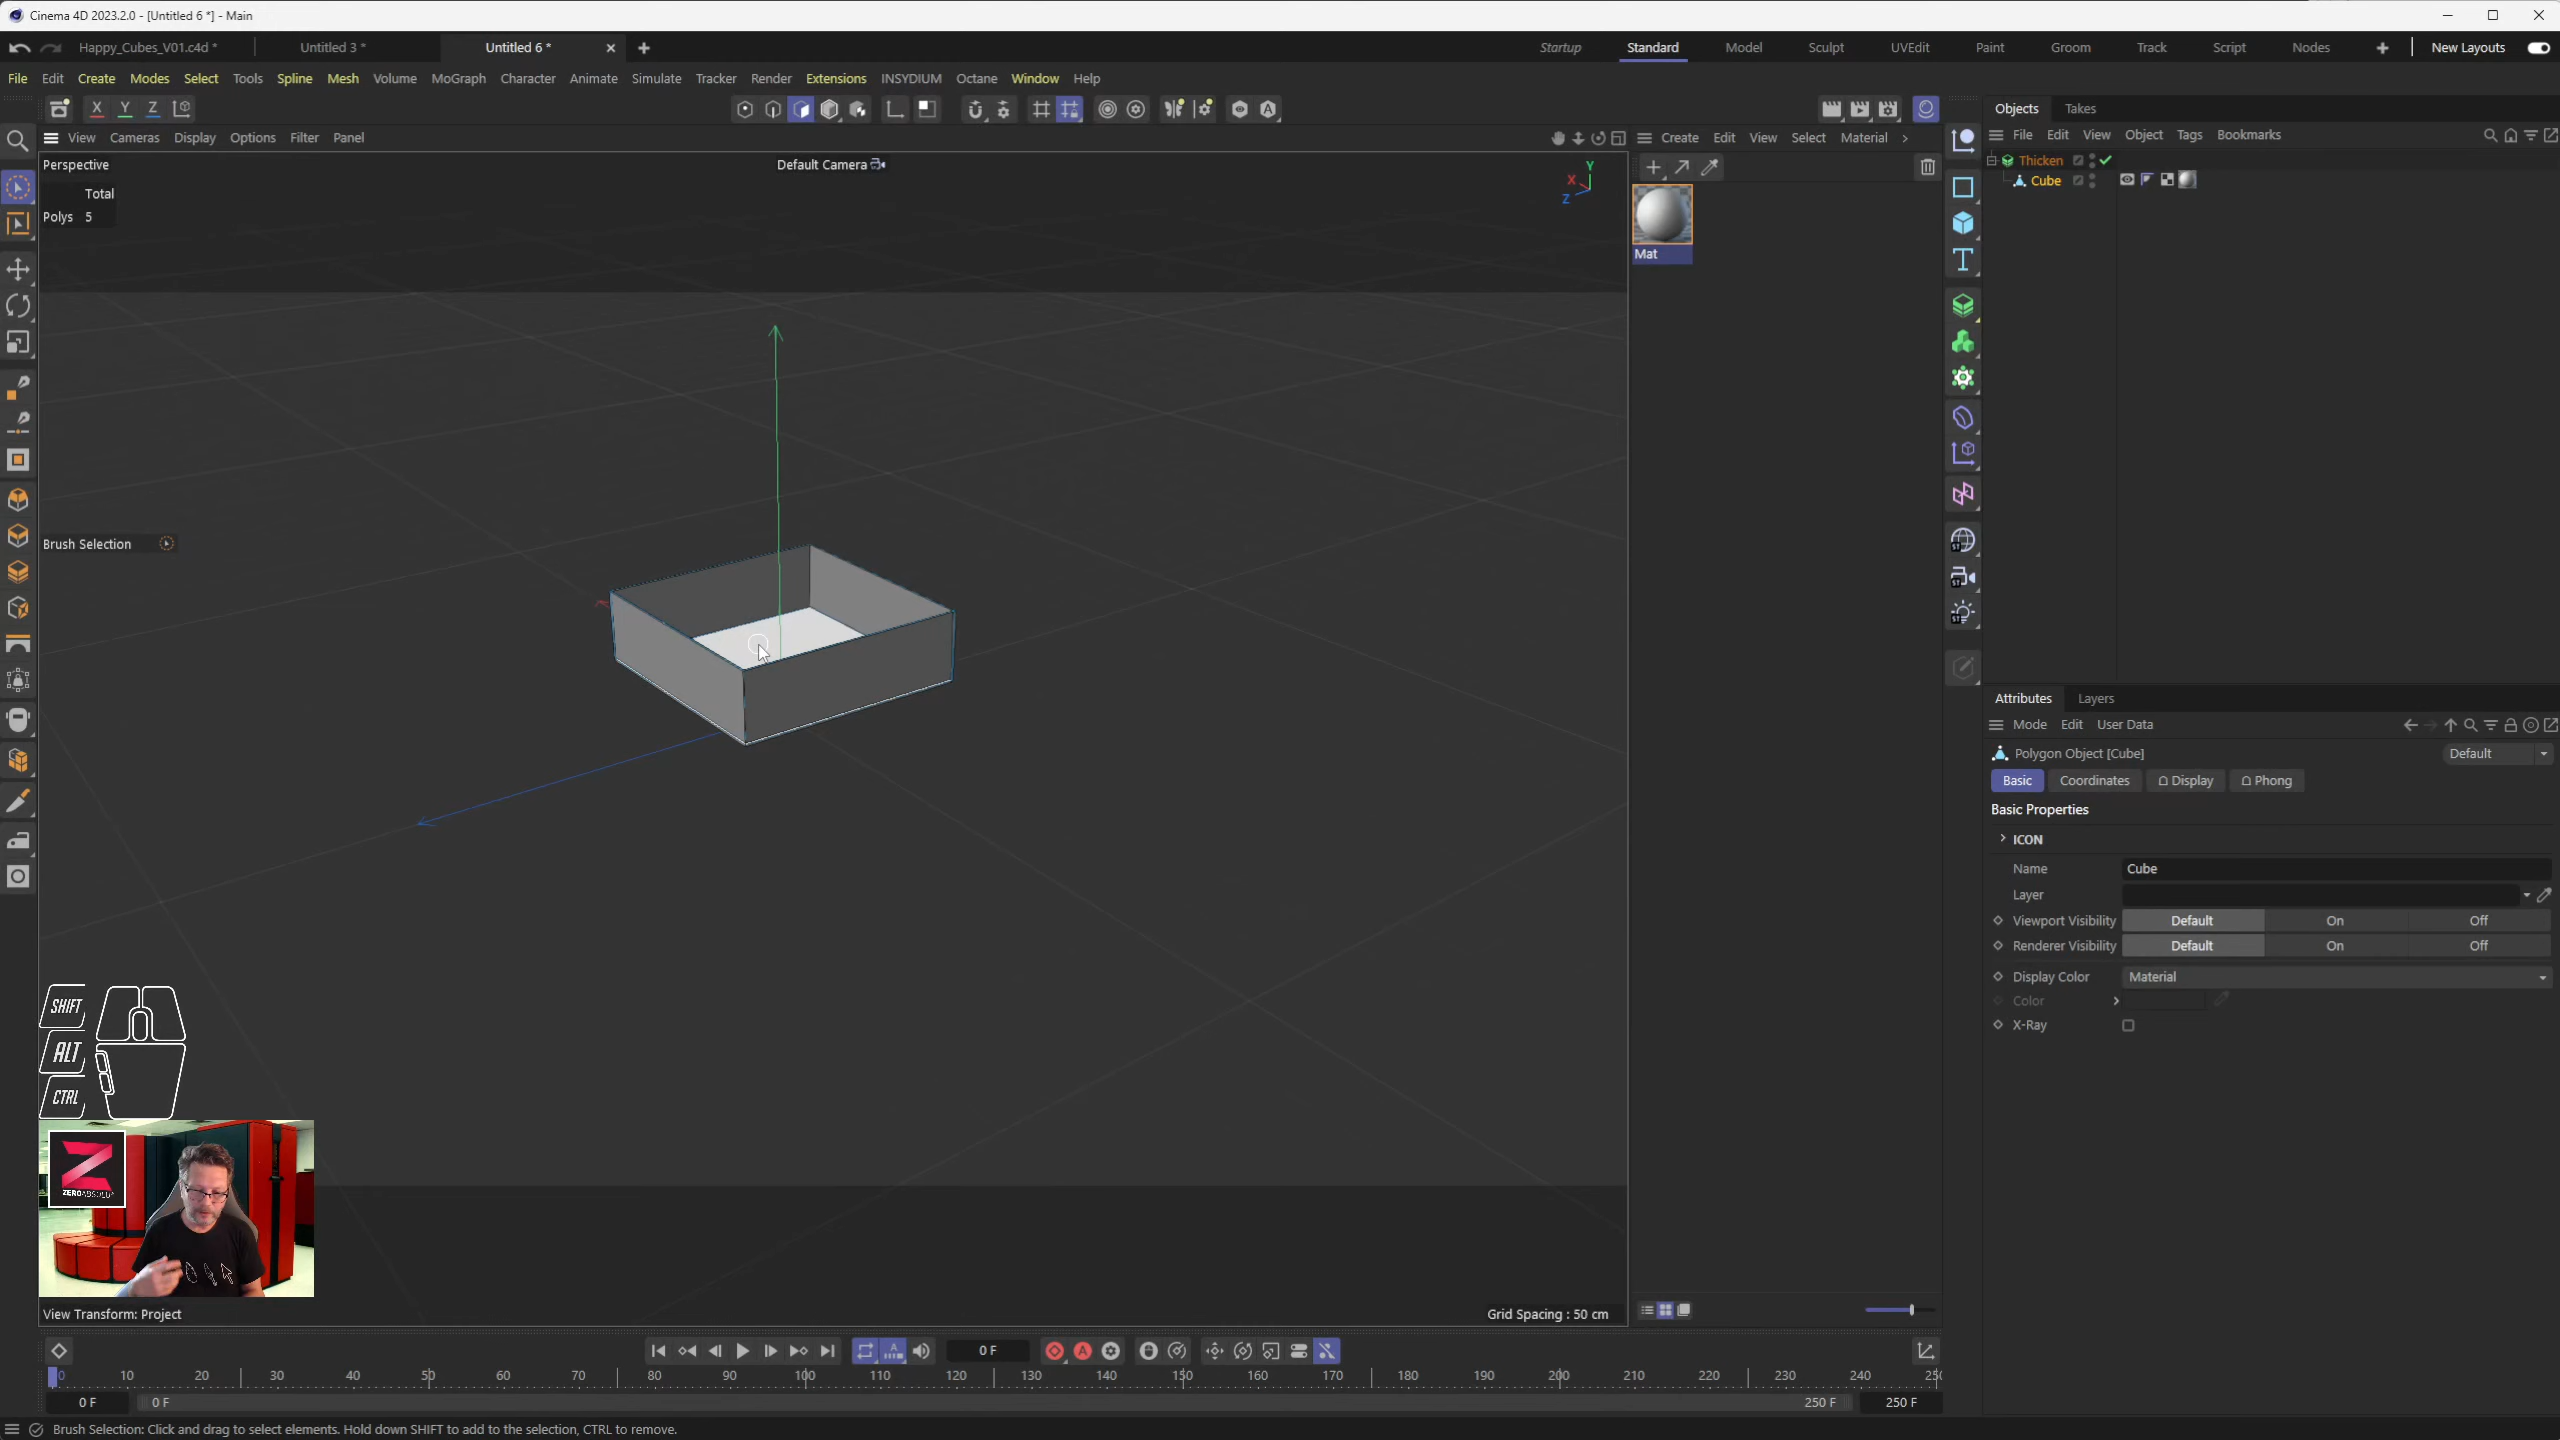 Cinema 4D 2023.2.0 - [Untitled 6 *] - Main
Happy_Cubes_V01.c4d *
Untitled 3 *
Untitled 6 *
Startup
Standard
Model
Sculpt
UVEdit
Paint
Groom
Track
Script
Nodes
New Layouts
File Edit Create Modes Select Tools Spline Mesh Volume MoGraph Character Animate Simulate Tracker Render Extensions INSYDIUM Octane Window Help
X Y Z
View Cameras Display Options Filter Panel
Create Edit View Select Material
Objects Takes
File Edit View Object Tags Bookmarks
Perspective
Default Camera
Y
X
Z
Total
Polys 5
Mat
Thicken
Cube
Brush Selection
Attributes Layers
Mode Edit User Data
Polygon Object [Cube]
Default
Basic Coordinates Display Phong
Basic Properties
ICON
Name Cube
Layer
Viewport Visibility Default On Off
Renderer Visibility Default On Off
Display Color Material
Color
X-Ray
SHIFT
ALT
CTRL
View Transform: Project
Grid Spacing : 50 cm
0 F
0 10 20 30 40 50 60 70 80 90 100 110 120 130 140 150 160 170 180 190 200 210 220 230 240
0 F 0 F 250 F 250 F
Brush Selection: Click and drag to select elements. Hold down SHIFT to add to the selection, CTRL to remove.